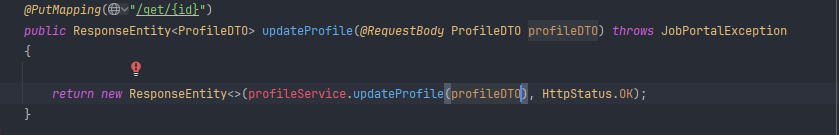 @PutMapping("/get/{id}")
public ResponseEntity<ProfileDTO> updateProfile(@RequestBody ProfileDTO profileDTO) throws JobPortalException
{
return new ResponseEntity<>(profileService.updateProfile(profileDTO), HttpStatus.OK);
}